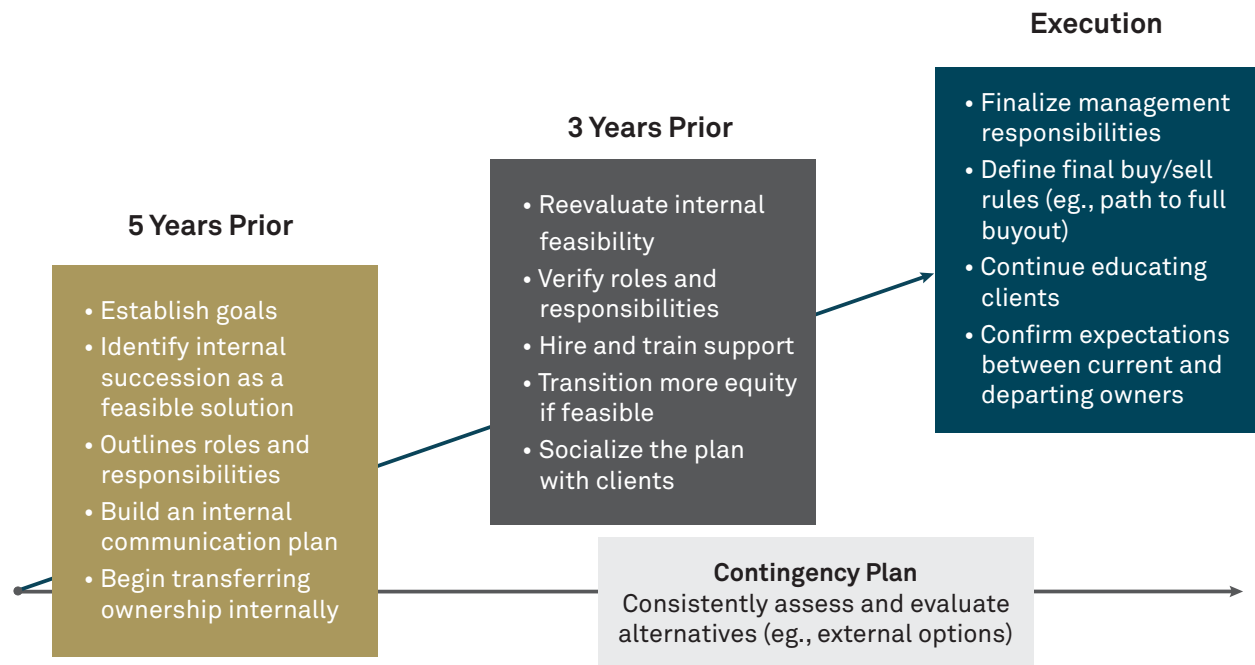 5 Years Prior
• Establish goals
• Identify internal
succession as a
feasible solution
• Outlines roles and
responsibilities
• Build an internal
communication plan
• Begin transferring
ownership internally
3 Years Prior
• Reevaluate internal
feasibility
• Verify roles and
responsibilities
• Hire and train support
• Transition more equity
if feasible
• Socialize the plan
with clients
Execution
• Finalize management
responsibilities
• Define final buy/sell
rules (eg., path to full
buyout)
• Continue educating
clients
• Confirm expectations
between current and
departing owners
Contingency Plan
Consistently assess and evaluate
alternatives (eg., external options)